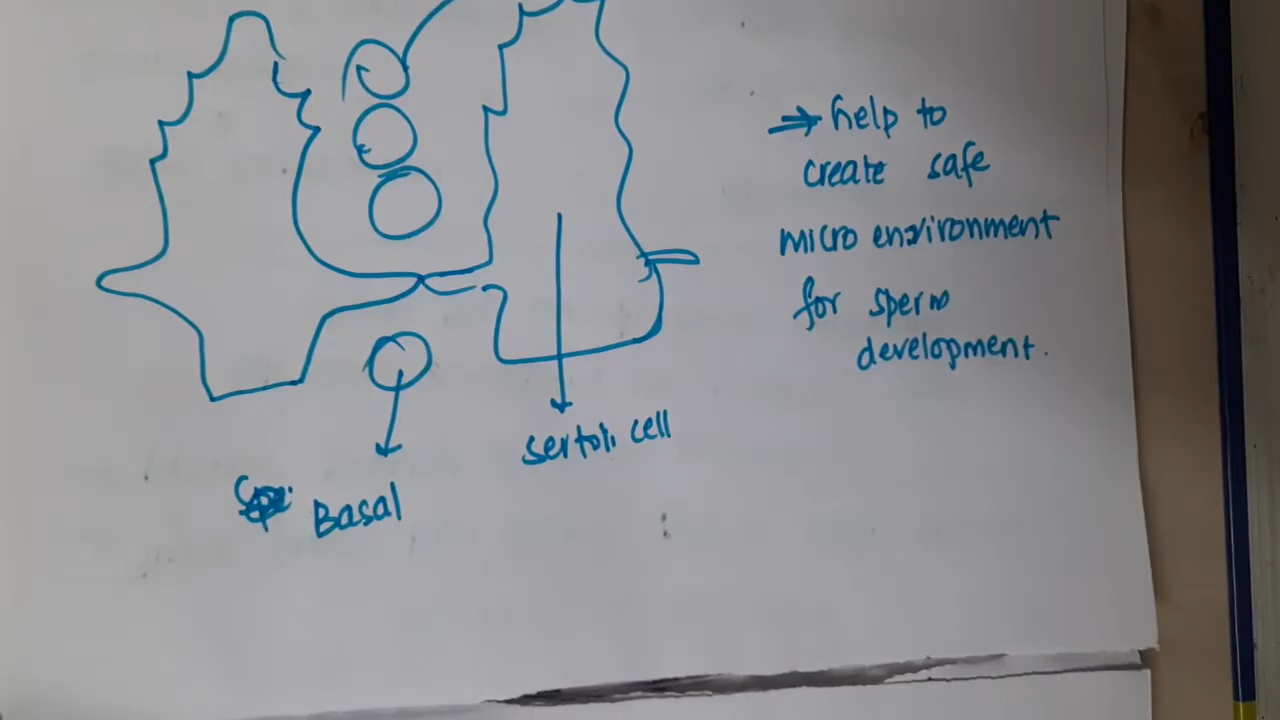 → help to
create safe
micro environment
for sperm
development.
sertoli cell
Basal